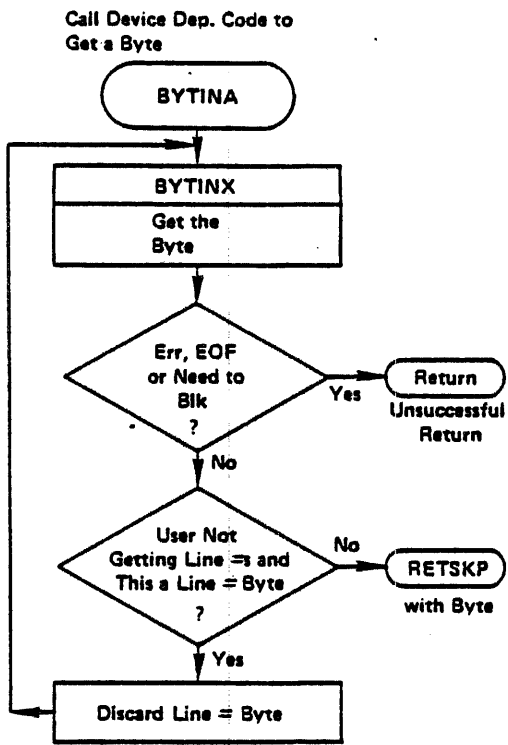 Call Device Dep. Code to
Get a Byte
BYTINA
BYTINX
Get the
Byte
Err, EOF
or Need to
Blk
?
Yes
Return
Unsuccessful
Return
No
User Not
Getting Line =s and
This a Line = Byte
?
No
RETSKP
with Byte
Yes
Discard Line = Byte